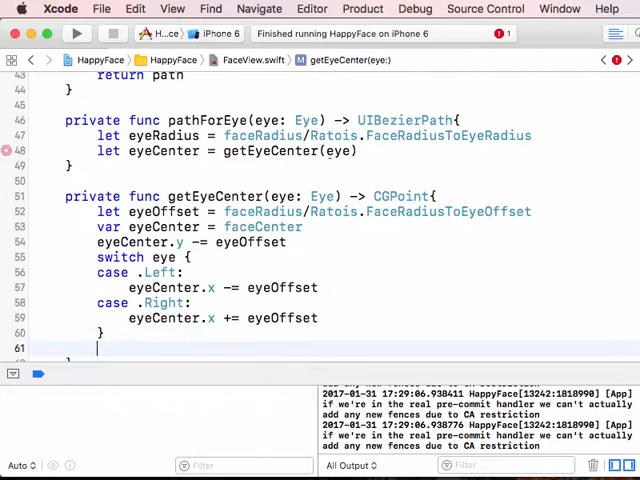 Xcode File Edit View Find Navigate Editor Product Debug Source Control Window Help
H...ce iPhone 6 Finished running HappyFace on iPhone 6 1
HappyFace HappyFace FaceView.swift M getEyeCenter(eye:)
43 return path
44 }
45
46 private func pathForEye(eye: Eye) -> UIBezierPath{
47 let eyeRadius = faceRadius/Ratois.FaceRadiusToEyeRadius
48 let eyeCenter = getEyeCenter(eye)
49 }
50
51 private func getEyeCenter(eye: Eye) -> CGPoint{
52 let eyeOffset = faceRadius/Ratois.FaceRadiusToEyeOffset
53 var eyeCenter = faceCenter
54 eyeCenter.y -= eyeOffset
55 switch eye {
56 case .Left:
57 eyeCenter.x -= eyeOffset
58 case .Right:
59 eyeCenter.x += eyeOffset
60 }
61
}
add any new fences due to CA restriction
2017-01-31 17:29:06.938411 HappyFace[13242:1818990] [App]
if we're in the real pre-commit handler we can't actually
add any new fences due to CA restriction
2017-01-31 17:29:06.938776 HappyFace[13242:1818990] [App]
if we're in the real pre-commit handler we can't actually
add any new fences due to CA restriction
Auto Filter All Output Filter